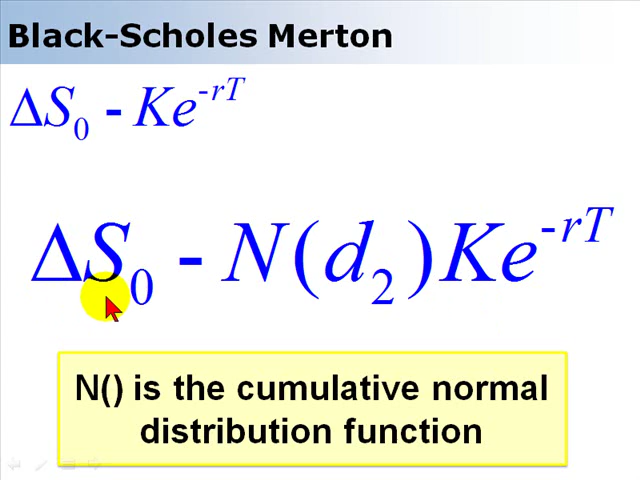 Black-Scholes Merton
ΔS₀ - Ke⁻ʳᵀ
ΔS₀ - N(d₂)Ke⁻ʳᵀ
N() is the cumulative normal
distribution function